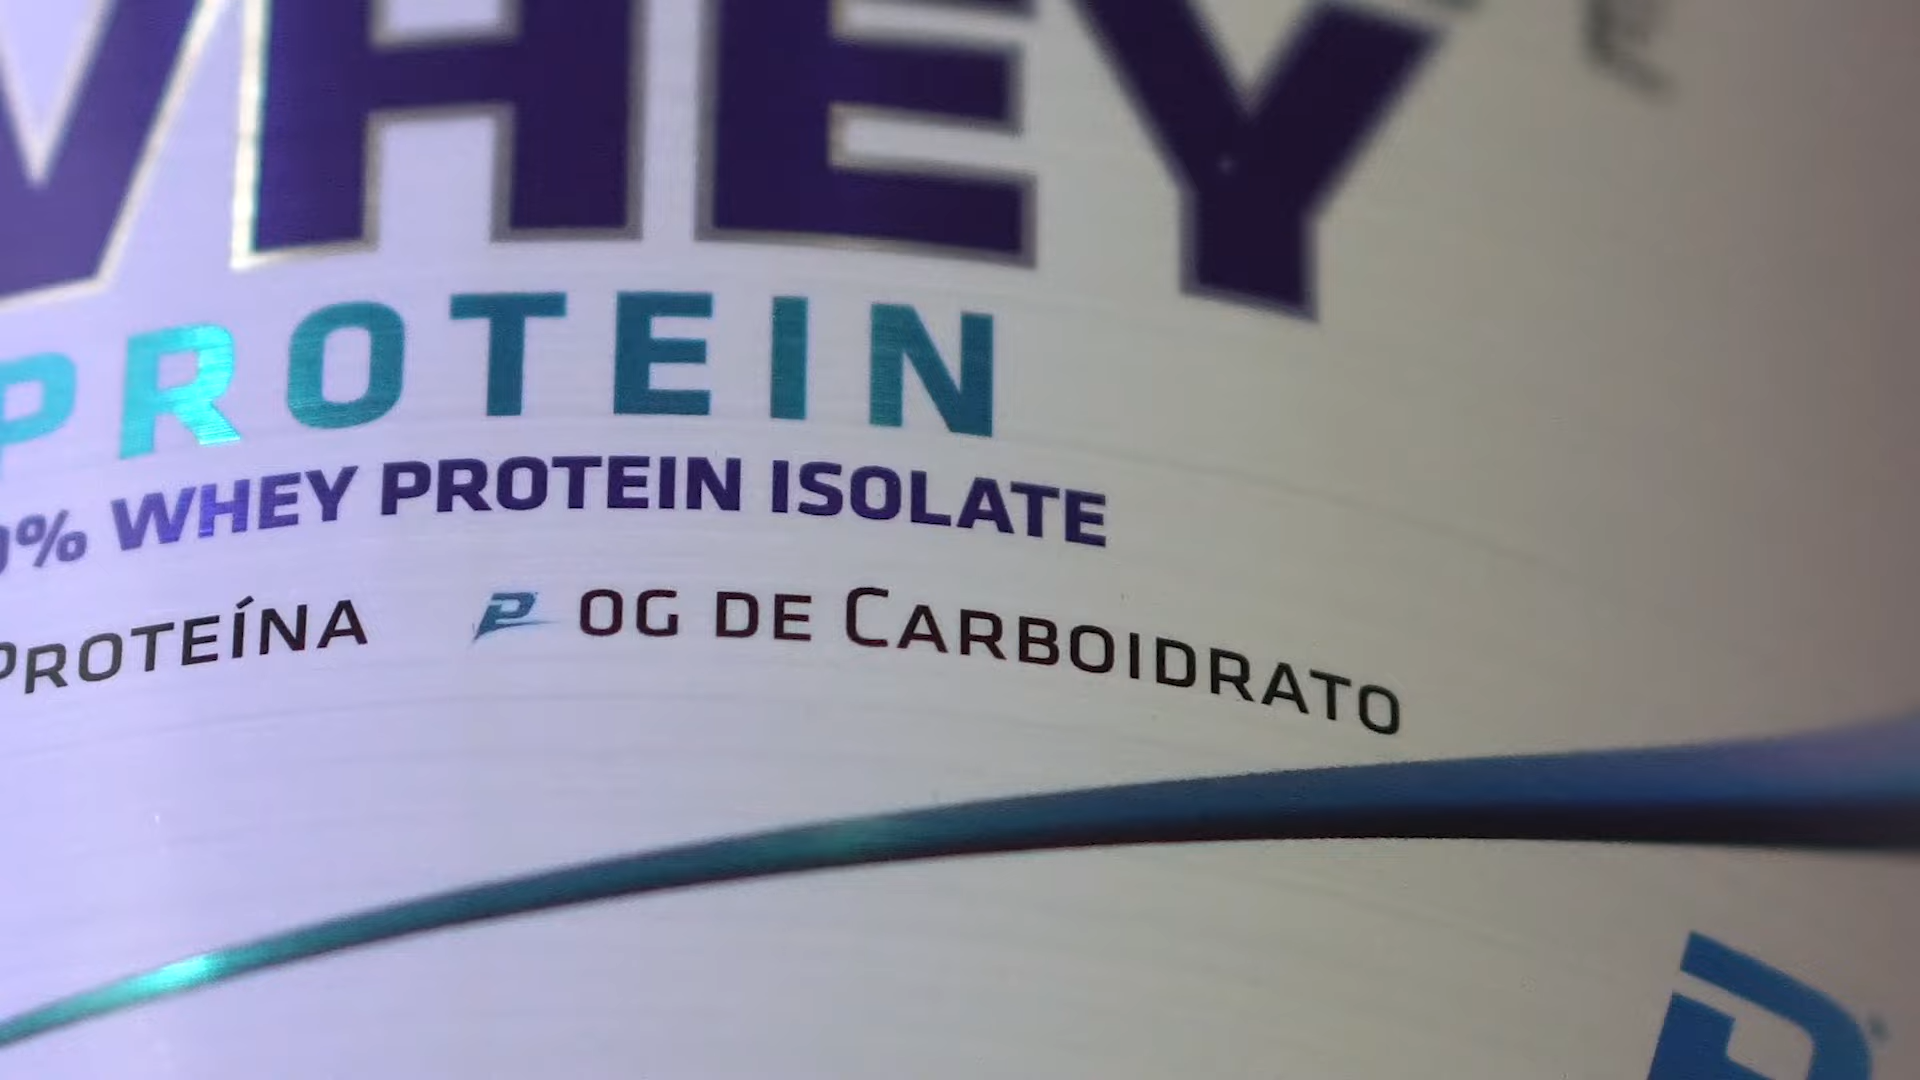 WHEY
PROTEIN
% WHEY PROTEIN ISOLATE
PROTEÍNA 0G DE CARBOIDRATO